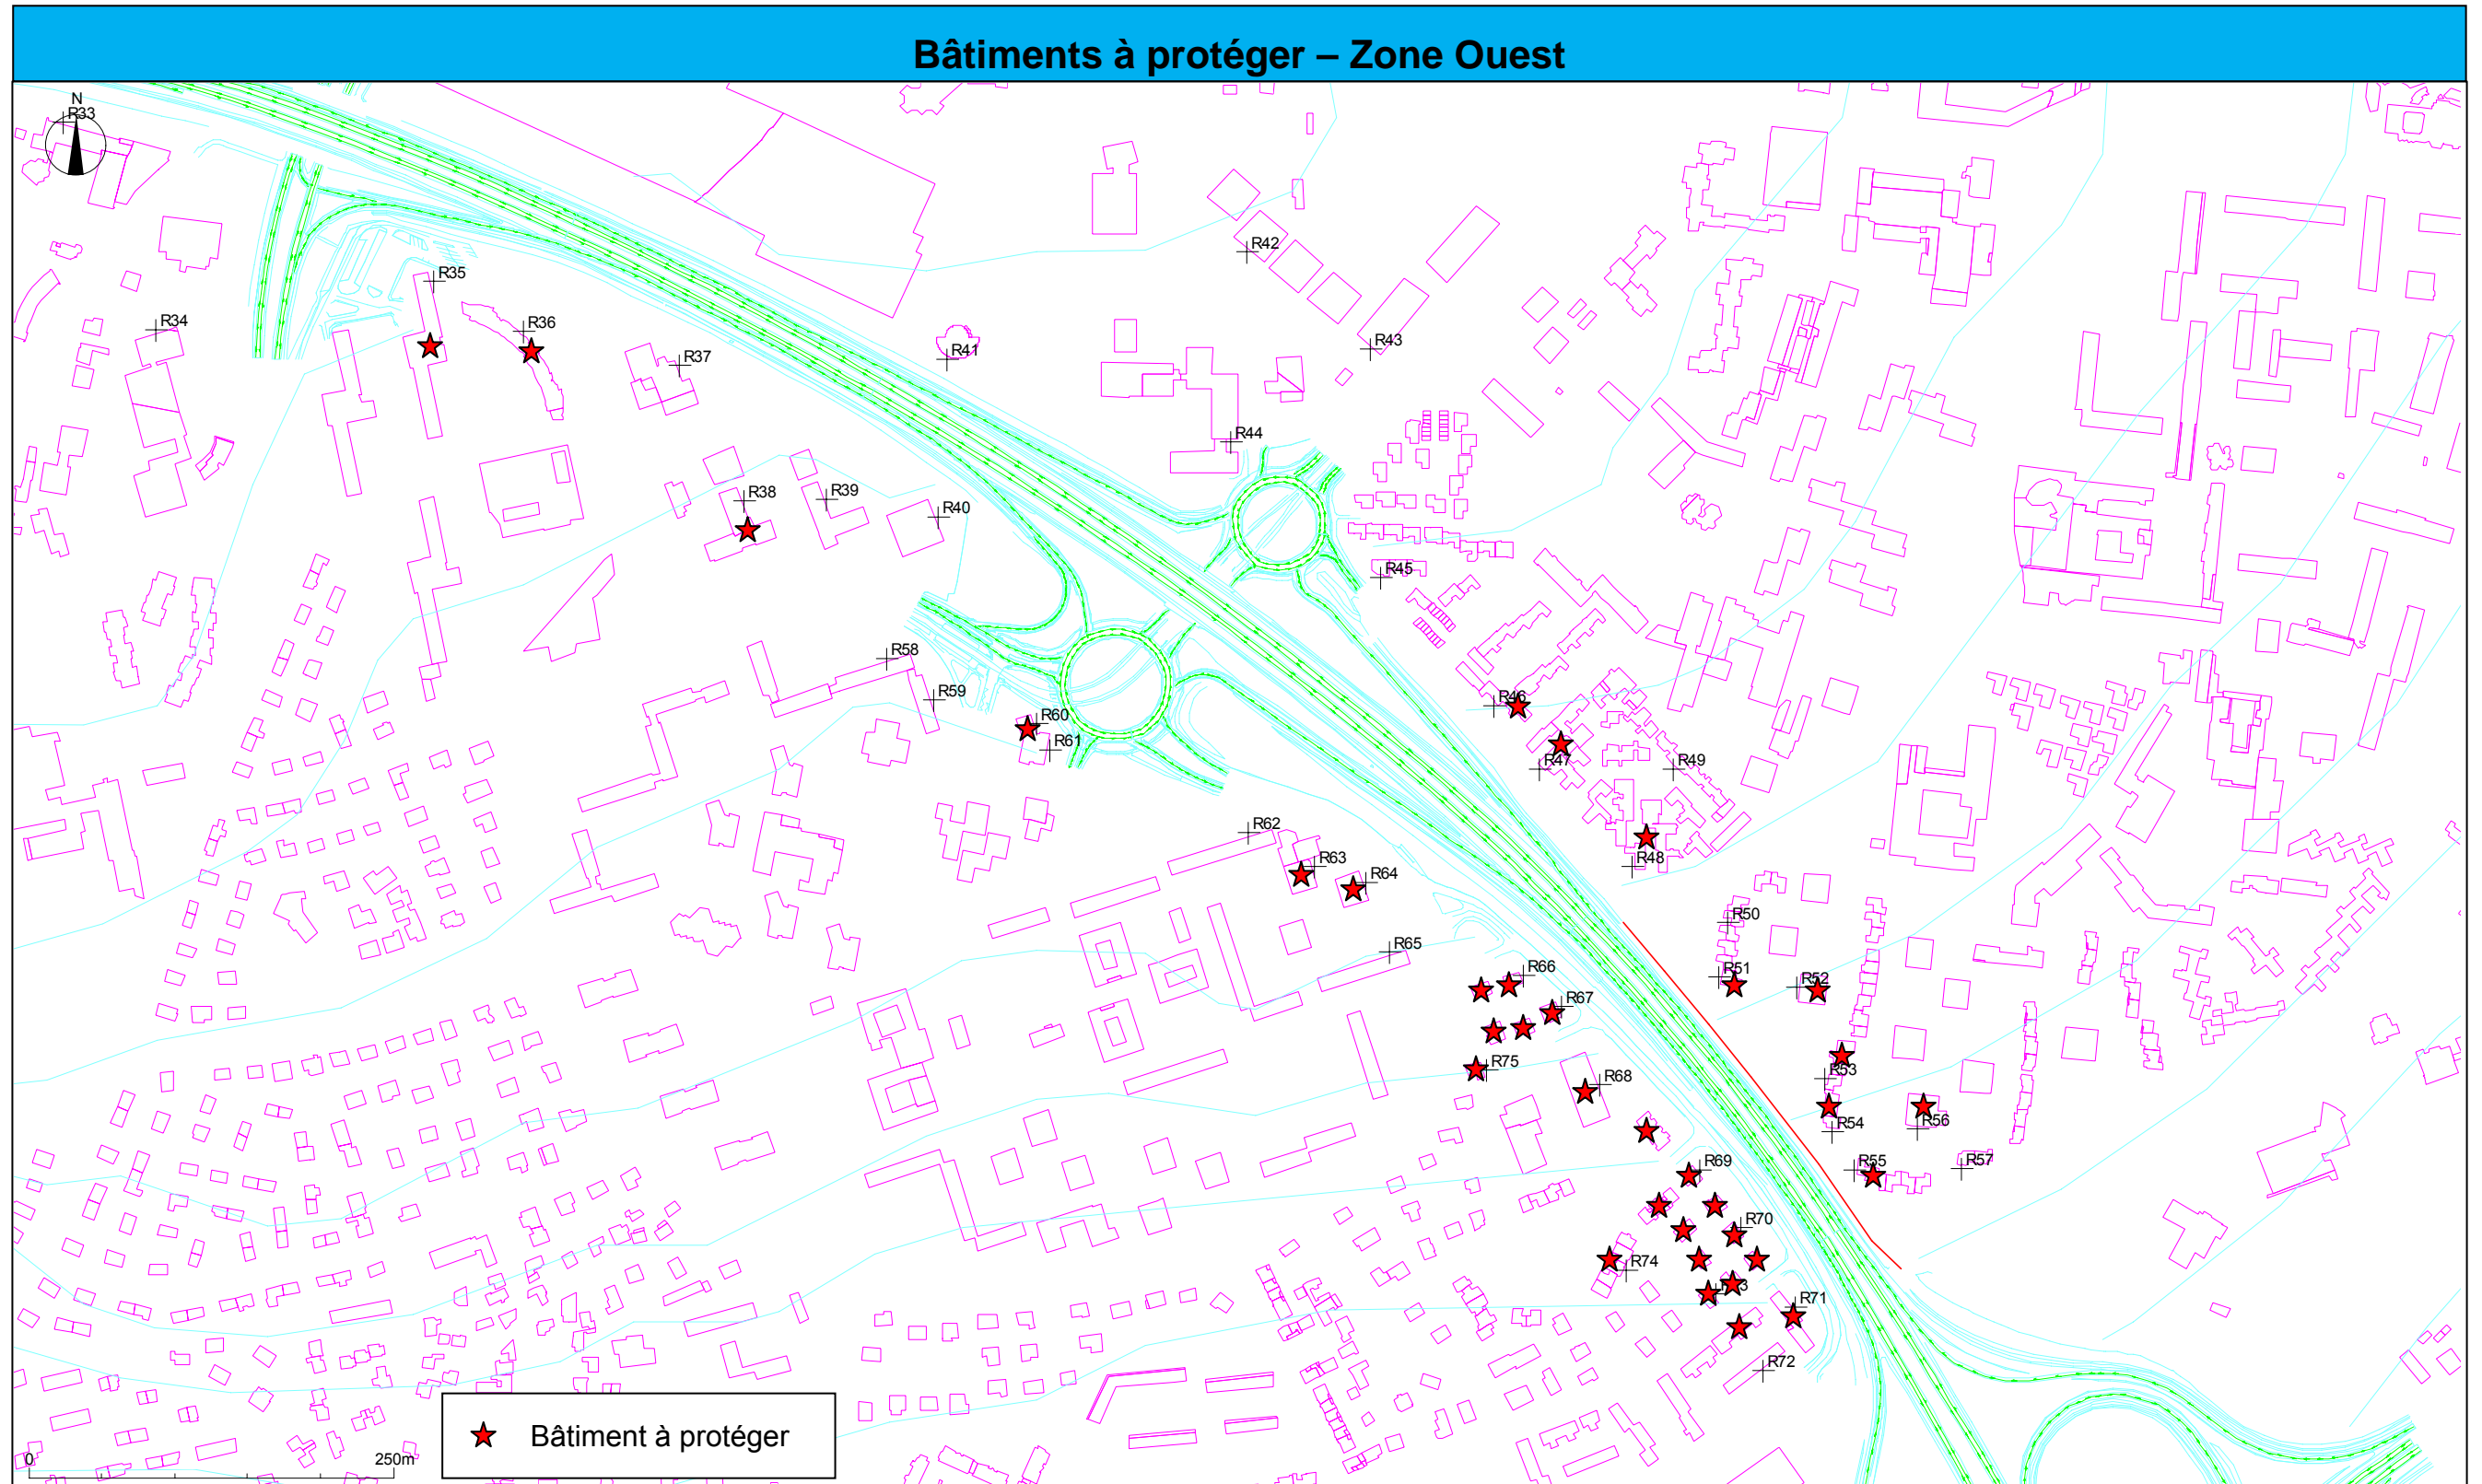 Bâtiments à protéger – Zone Ouest
N
R33
R42
R35
R34
R36
R43
R41
R37
R44
R38
R39
R40
R45
R58
R59
R46
R60
R61
R47
R49
R62
R63
R48
R64
R50
R65
R66
R51
R52
R67
R75
R53
R68
R54
R56
R69
R55
R57
R70
R74
R71
R72
Bâtiment à protéger
0
250m